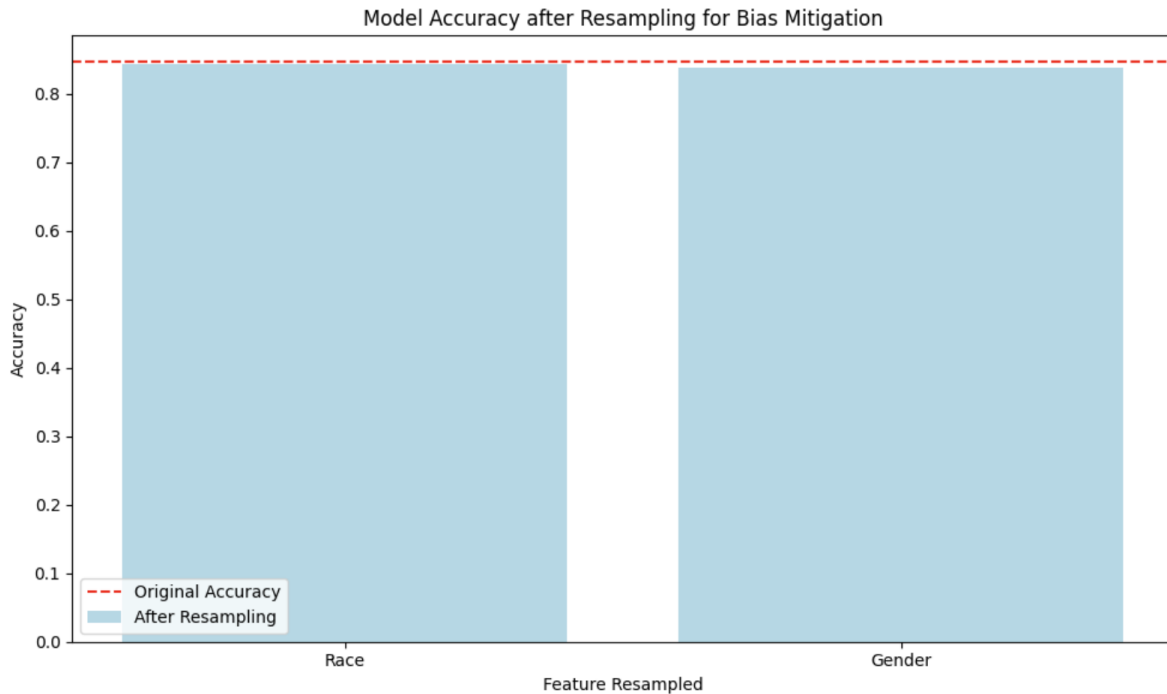 Model Accuracy after Resampling for Bias Mitigation
Accuracy
0.8
0.7
0.6
0.5
0.4
0.3
0.2
0.1
0.0
Original Accuracy
After Resampling
Race
Gender
Feature Resampled